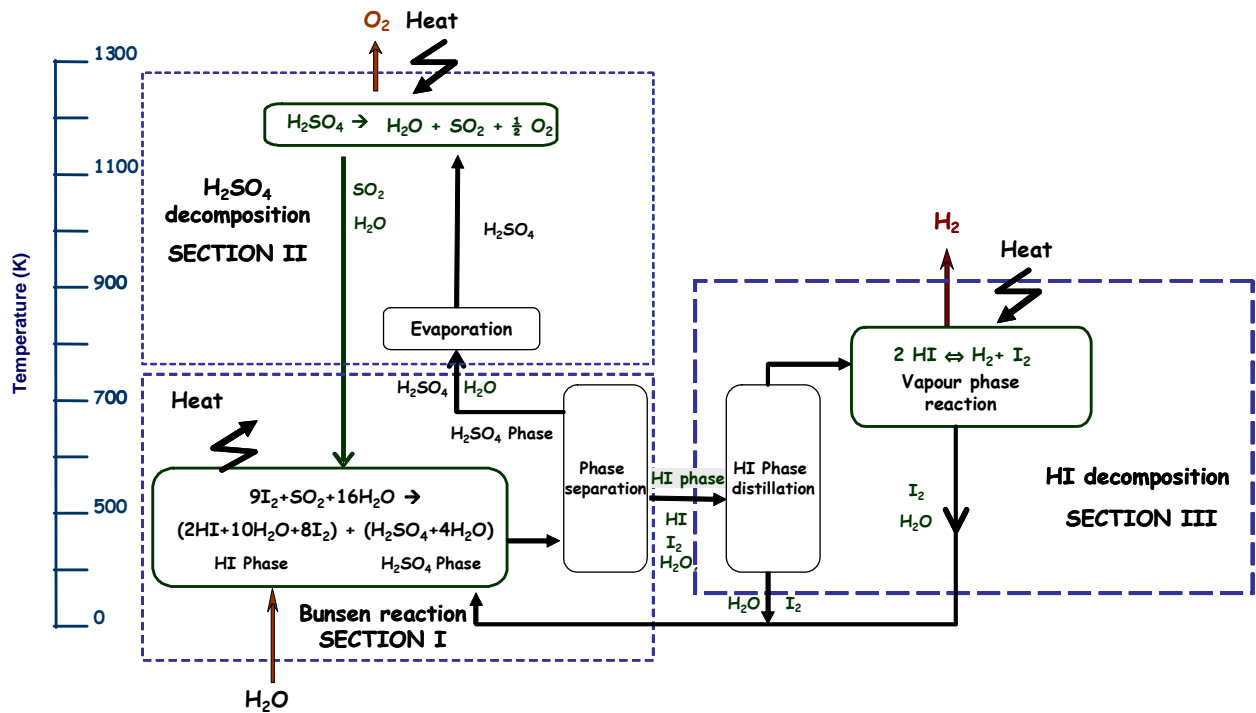 O₂
Heat
1300
H₂SO₄ → H₂O + SO₂ + ½ O₂
1100
SO₂
H₂O
H₂SO₄
decomposition
SECTION II
H₂SO₄
H₂
Heat
Temperature (K)
900
Evaporation
2 HI ⇔ H₂+ I₂
Vapour phase
reaction
H₂SO₄ H₂O
700
Heat
H₂SO₄ Phase
Phase
separation
HI phase
HI Phase
distillation
HI decomposition
SECTION III
9I₂+SO₂+16H₂O →
(2HI+10H₂O+8I₂) + (H₂SO₄+4H₂O)
HI Phase H₂SO₄ Phase
500
HI
I₂
H₂O,
I₂
H₂O
H₂O I₂
0
Bunsen reaction
SECTION I
H₂O